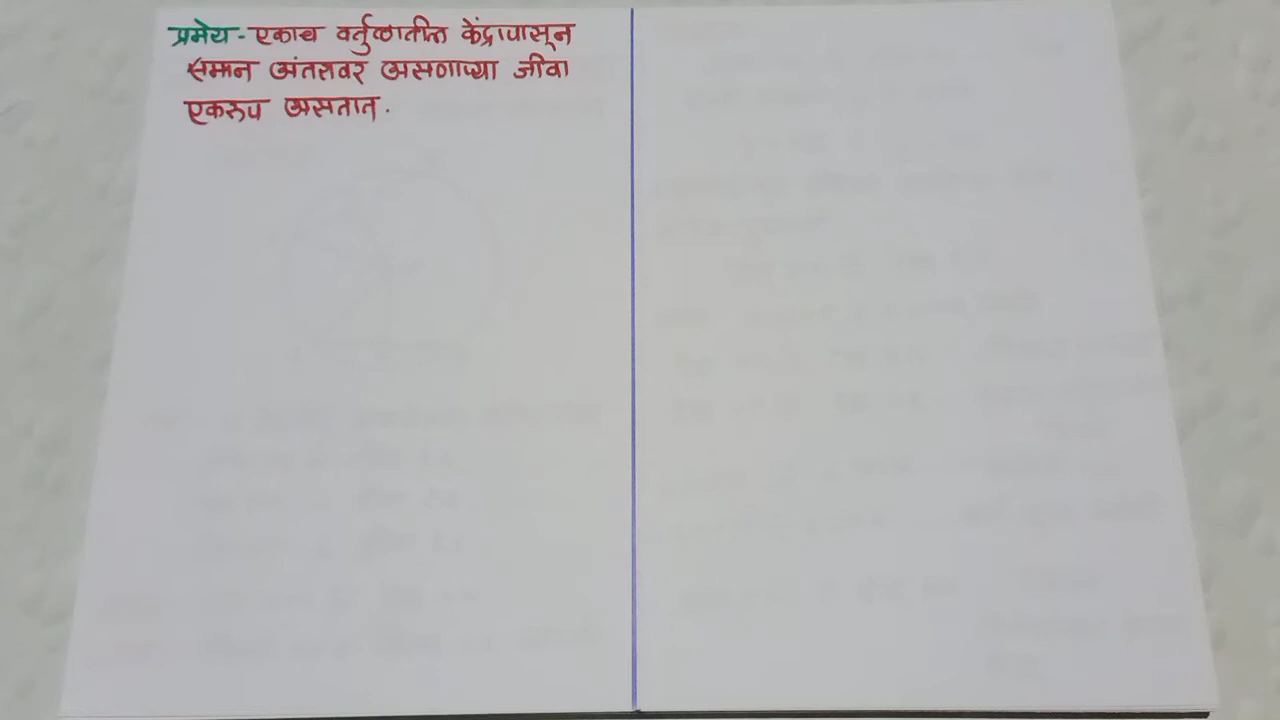 प्रमेय - एकाच वर्तुळातील केंद्रापासून
समान अंतरावर असणाऱ्या जीवा
एकरुप असतात.